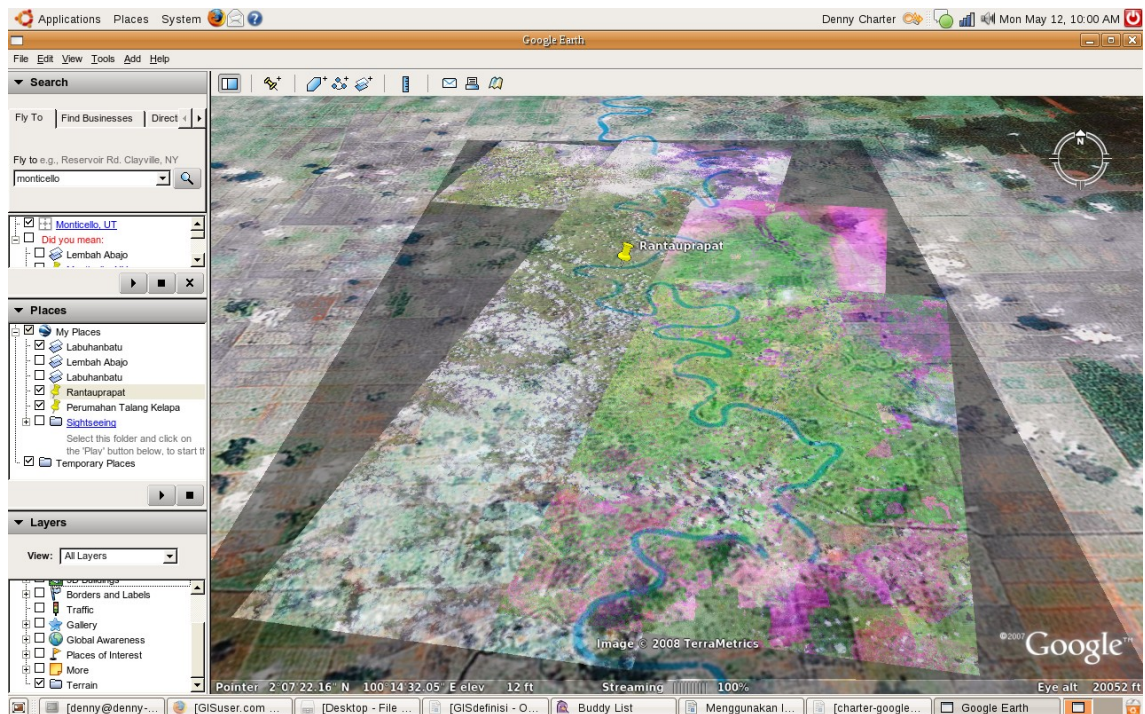 Applications Places System
Denny Charter
Mon May 12, 10:00 AM
Google Earth
File Edit View Tools Add Help
Search
Fly To
Find Businesses
Direct
Fly to e.g., Reservoir Rd. Clayville, NY
monticello
Monticello, UT
Did you mean:
Lembah Abajo
Places
My Places
Labuhanbatu
Lembah Abajo
Labuhanbatu
Rantauprapat
Perumahan Talang Kelapa
Sightseeing
Select this folder and click on
the 'Play' button below, to start th
Temporary Places
Layers
View: All Layers
3D Buildings
Borders and Labels
Traffic
Gallery
Global Awareness
Places of Interest
More
Terrain
N
Rantauprapat
Image © 2008 TerraMetrics
©2007 Google™
Pointer 2°07'22.16" N 100°14'32.05" E elev 12 ft
Streaming 100%
Eye alt 20052 ft
[denny@denny-...
[GISuser.com ...
[Desktop - File ...
[GISdefinisi - O...
Buddy List
Menggunakan I...
[charter-google...
Google Earth